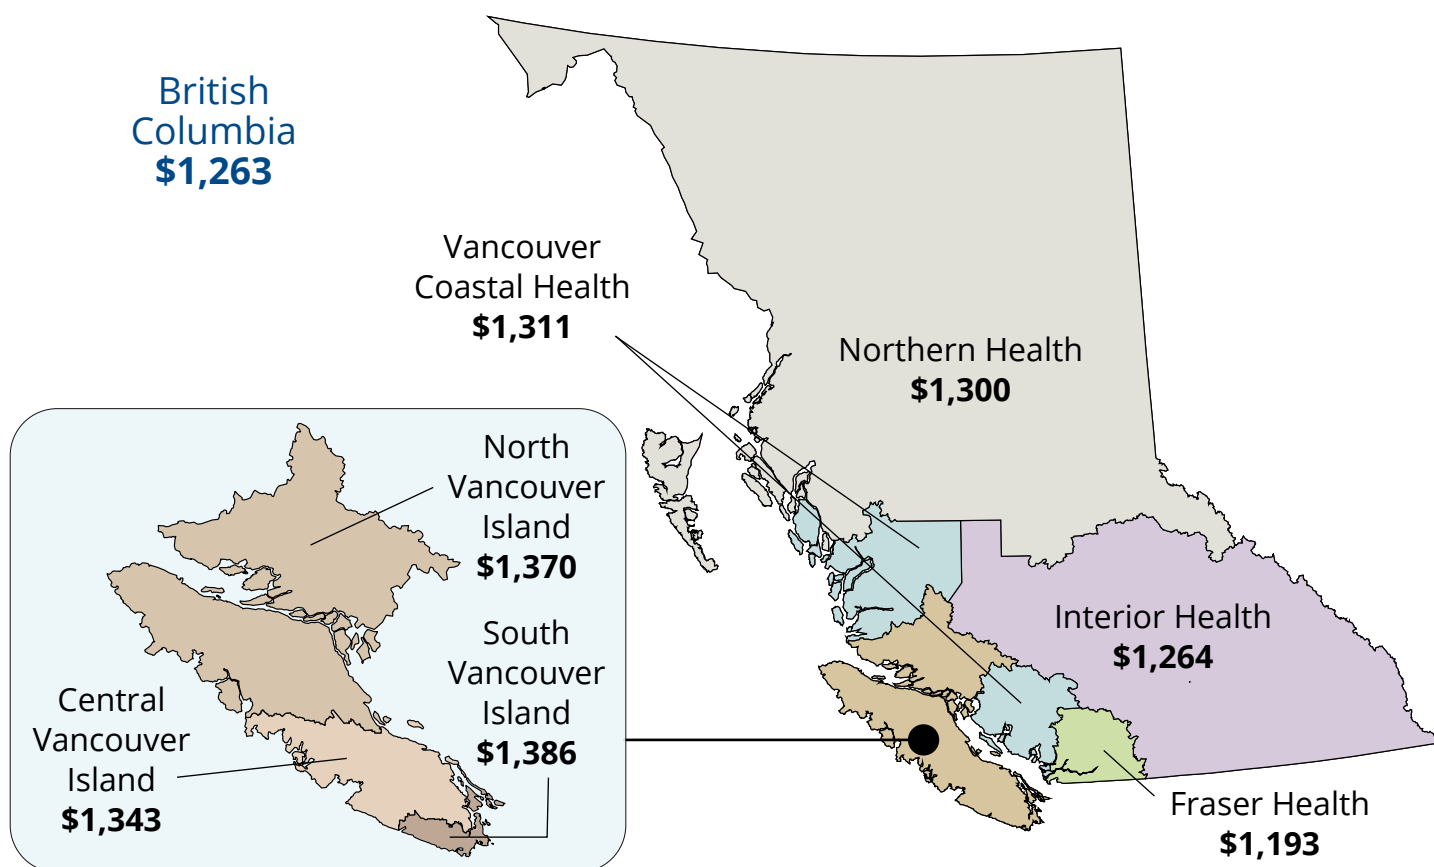 British
Columbia
$1,263
Vancouver
Coastal Health
$1,311
Northern Health
$1,300
North
Vancouver
Island
$1,370
South
Vancouver
Island
$1,386
Central
Vancouver
Island
$1,343
Interior Health
$1,264
Fraser Health
$1,193